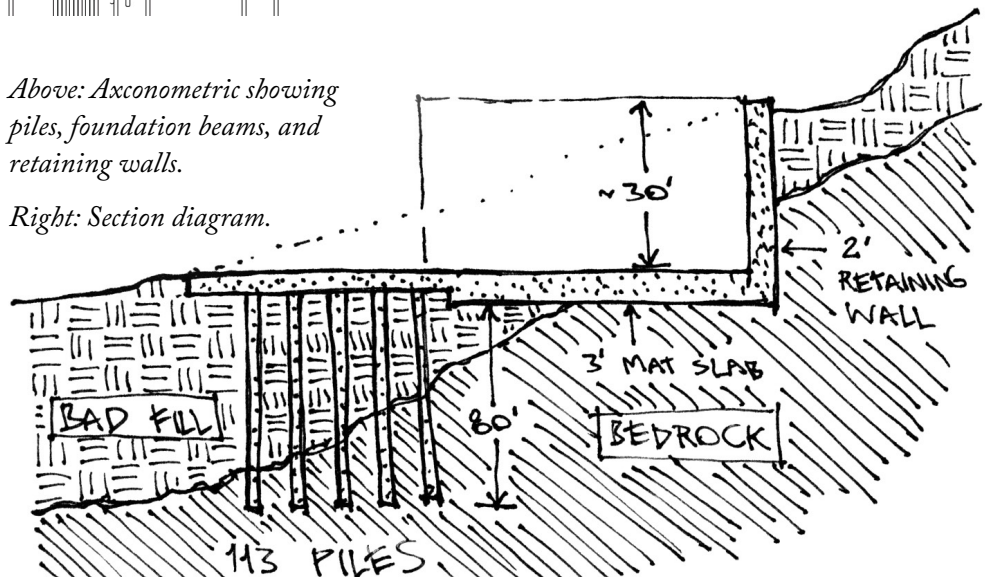 Above: Axconometric showing
piles, foundation beams, and
retaining walls.
Right: Section diagram.
~30'
2'
RETAINING
WALL
3' MAT SLAB
BAD FILL
80'
BEDROCK
113 PILES